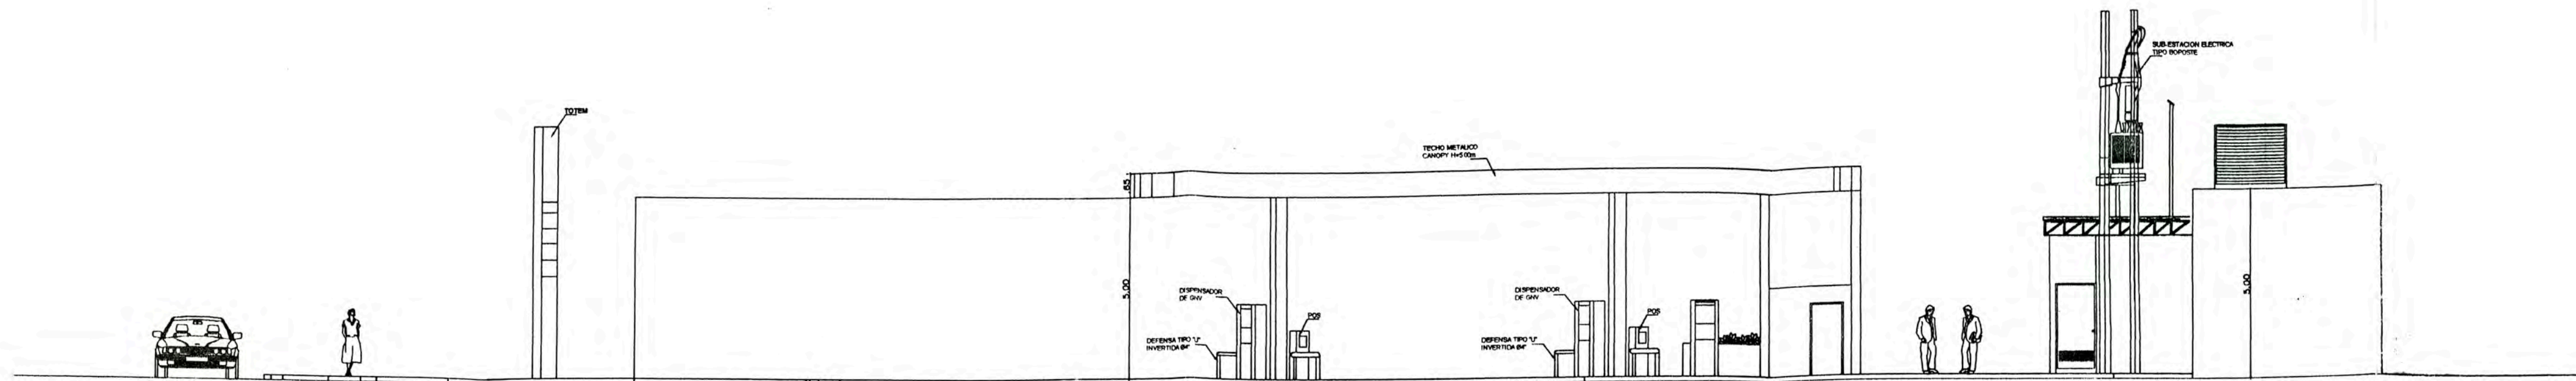 TOTEM
.65
5.00
TECHO METALICO
CANOPY H=5.00m
DISPENSADOR
DE GNV
DEFENSA TIPO "U"
INVERTIDA Ø4"
POS
DISPENSADOR
DE GNV
DEFENSA TIPO "U"
INVERTIDA Ø4"
POS
SUB-ESTACION ELECTRICA
TIPO BOPOSTE
5.00